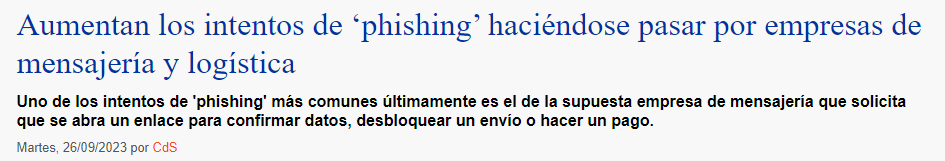 Aumentan los intentos de ‘phishing’ haciéndose pasar por empresas de
mensajería y logística
Uno de los intentos de 'phishing' más comunes últimamente es el de la supuesta empresa de mensajería que solicita
que se abra un enlace para confirmar datos, desbloquear un envío o hacer un pago.
Martes, 26/09/2023 por CdS